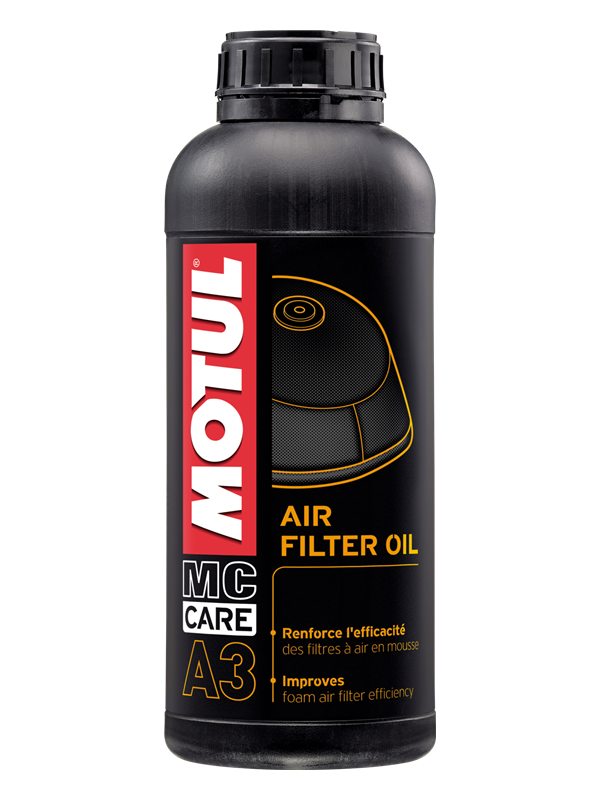 MOTUL®
MC
CARE
A3
AIR
FILTER OIL
Renforce l'efficacité
des filtres à air en mousse
Improves
foam air filter efficiency